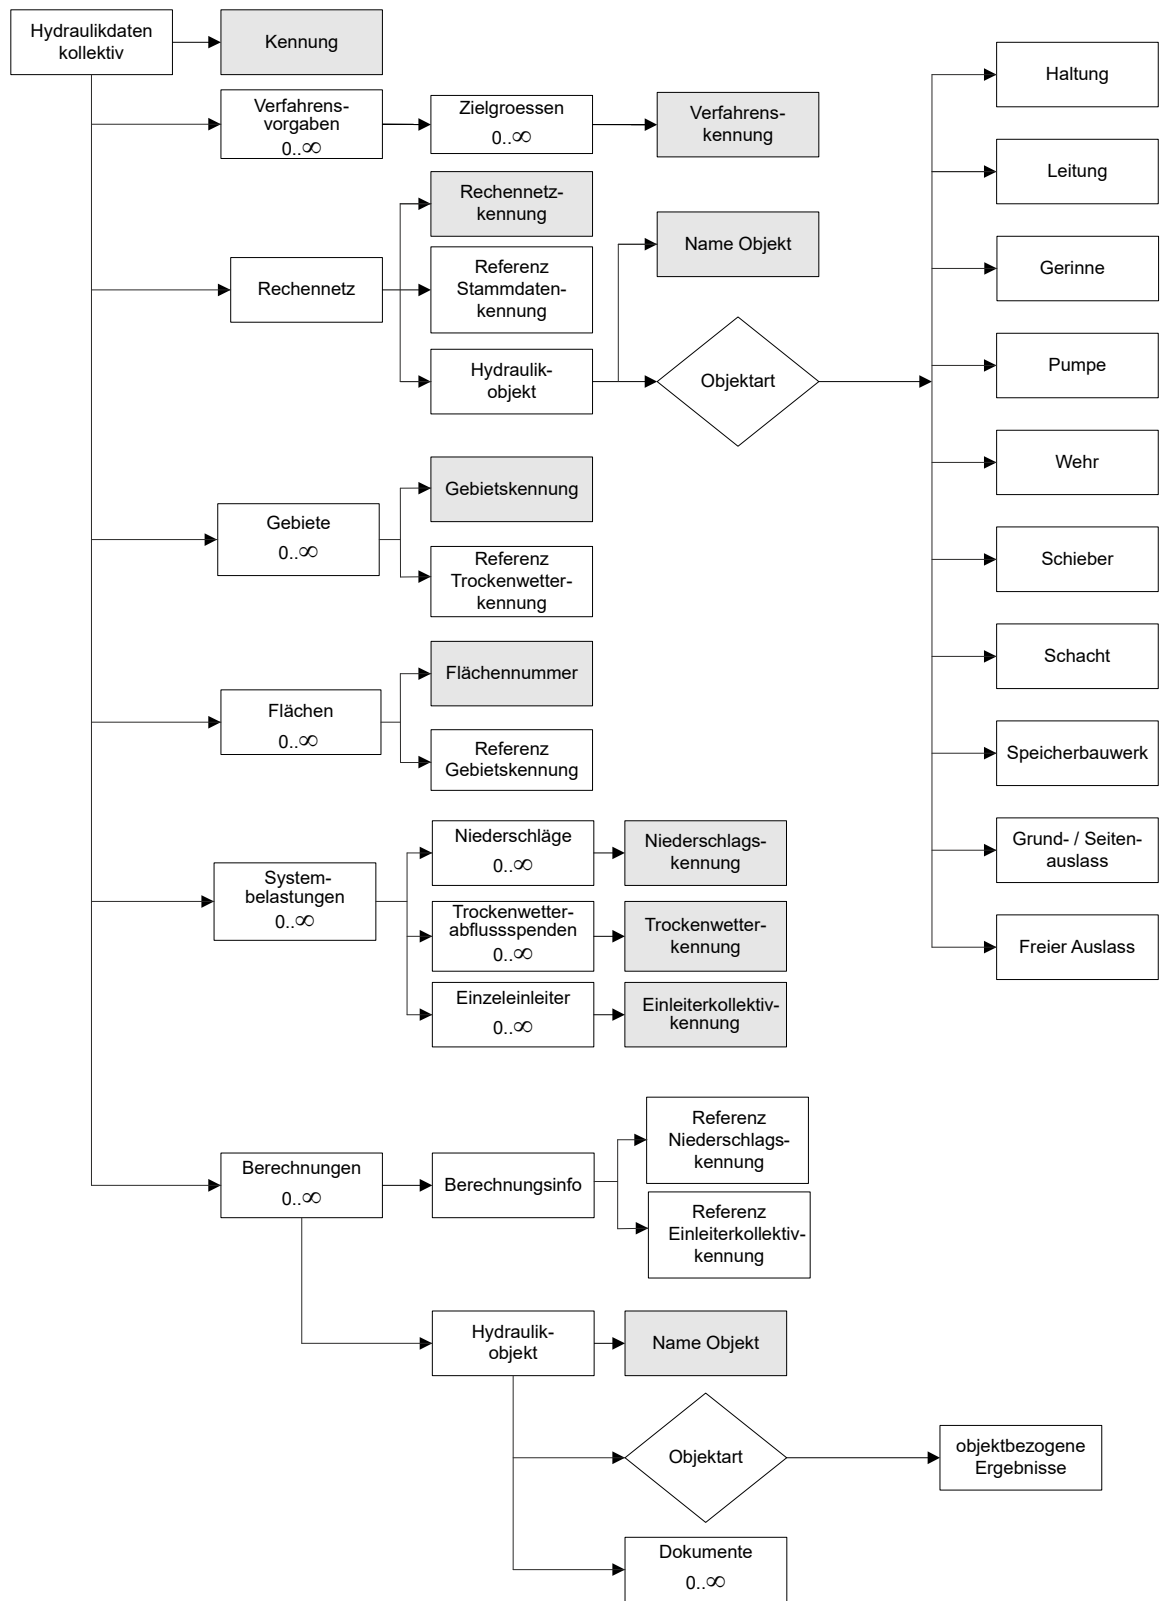 Hydraulikdaten
kollektiv
Kennung
Verfahrens-
vorgaben
0..∞
Zielgroessen
0..∞
Verfahrens-
kennung
Rechennetz
Rechennetz-
kennung
Referenz
Stammdaten-
kennung
Hydraulik-
objekt
Name Objekt
Objektart
Haltung
Leitung
Gerinne
Pumpe
Wehr
Schieber
Schacht
Speicherbauwerk
Grund- / Seiten-
auslass
Freier Auslass
Gebiete
0..∞
Gebietskennung
Referenz
Trockenwetter-
kennung
Flächen
0..∞
Flächennummer
Referenz
Gebietskennung
System-
belastungen
0..∞
Niederschläge
0..∞
Niederschlags-
kennung
Trockenwetter-
abflussspenden
0..∞
Trockenwetter-
kennung
Einzeleinleiter
0..∞
Einleiterkollektiv-
kennung
Berechnungen
0..∞
Berechnungsinfo
Referenz
Niederschlags-
kennung
Referenz
Einleiterkollektiv-
kennung
Hydraulik-
objekt
Name Objekt
Objektart
objektbezogene
Ergebnisse
Dokumente
0..∞